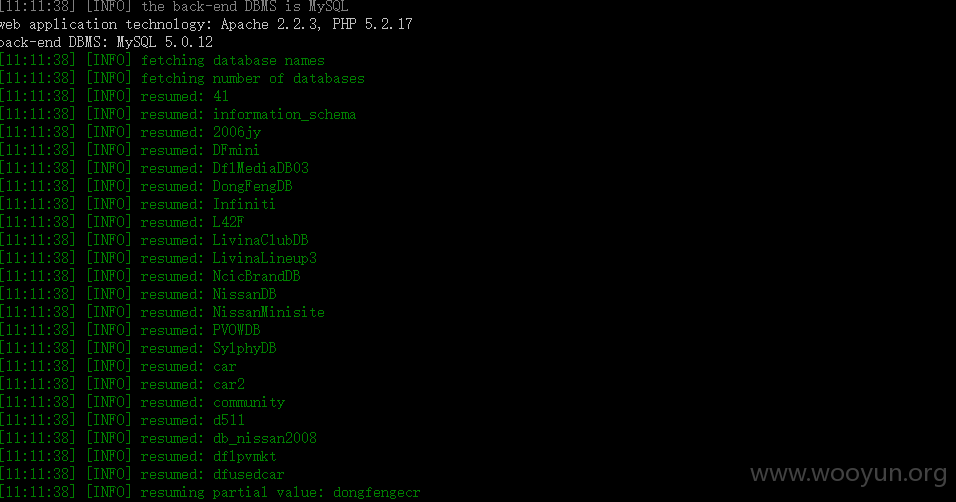 [11:11:38] [INFO] the back-end DBMS is MySQL
web application technology: Apache 2.2.3, PHP 5.2.17
back-end DBMS: MySQL 5.0.12
[11:11:38] [INFO] fetching database names
[11:11:38] [INFO] fetching number of databases
[11:11:38] [INFO] resumed: 41
[11:11:38] [INFO] resumed: information_schema
[11:11:38] [INFO] resumed: 2006jy
[11:11:38] [INFO] resumed: DFmini
[11:11:38] [INFO] resumed: DflMediaDB03
[11:11:38] [INFO] resumed: DongFengDB
[11:11:38] [INFO] resumed: Infiniti
[11:11:38] [INFO] resumed: L42F
[11:11:38] [INFO] resumed: LivinaClubDB
[11:11:38] [INFO] resumed: LivinaLineup3
[11:11:38] [INFO] resumed: NcicBrandDB
[11:11:38] [INFO] resumed: NissanDB
[11:11:38] [INFO] resumed: NissanMinisite
[11:11:38] [INFO] resumed: PVOWDB
[11:11:38] [INFO] resumed: SylphyDB
[11:11:38] [INFO] resumed: car
[11:11:38] [INFO] resumed: car2
[11:11:38] [INFO] resumed: community
[11:11:38] [INFO] resumed: d511
[11:11:38] [INFO] resumed: db_nissan2008
[11:11:38] [INFO] resumed: dflpvmkt
[11:11:38] [INFO] resumed: dfusedcar
[11:11:38] [INFO] resuming partial value: dongfengecr
www.wooyun.org